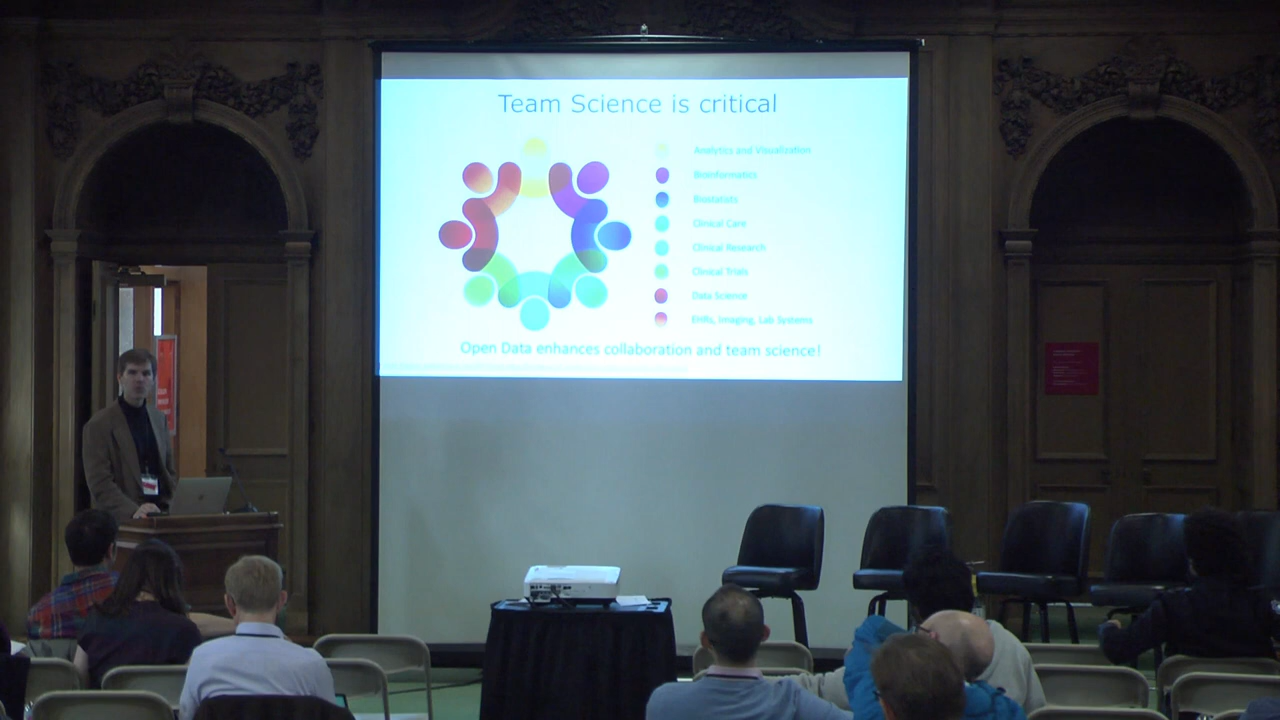 Team Science is critical
Analytics and Visualization
Bioinformatics
Biostatists
Clinical Care
Clinical Research
Clinical Trials
Data Science
EHRs, Imaging, Lab Systems
Open Data enhances collaboration and team science!